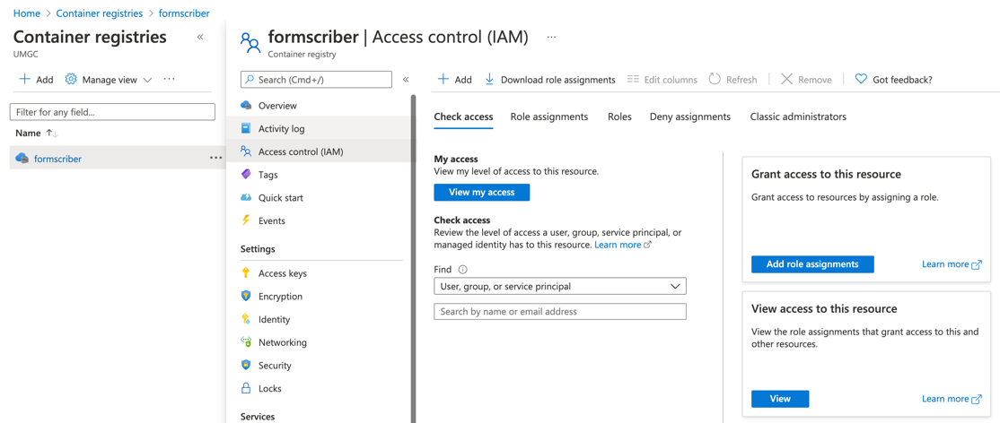 Home > Container registries > formscriber
Container registries «
UMGC
+ Add Manage view ...
Filter for any field...
Name ↑↓
formscriber ...
formscriber | Access control (IAM) ...
Container registry
Search (Cmd+/) «
Overview
Activity log
Access control (IAM)
Tags
Quick start
Events
Settings
Access keys
Encryption
Identity
Networking
Security
Locks
Services
+ Add Download role assignments Edit columns Refresh Remove Got feedback?
Check access Role assignments Roles Deny assignments Classic administrators
My access
View my level of access to this resource.
View my access
Check access
Review the level of access a user, group, service principal, or
managed identity has to this resource. Learn more
Find
User, group, or service principal
Search by name or email address
Grant access to this resource
Grant access to resources by assigning a role.
Add role assignments Learn more
View access to this resource
View the role assignments that grant access to this and
other resources.
View Learn more